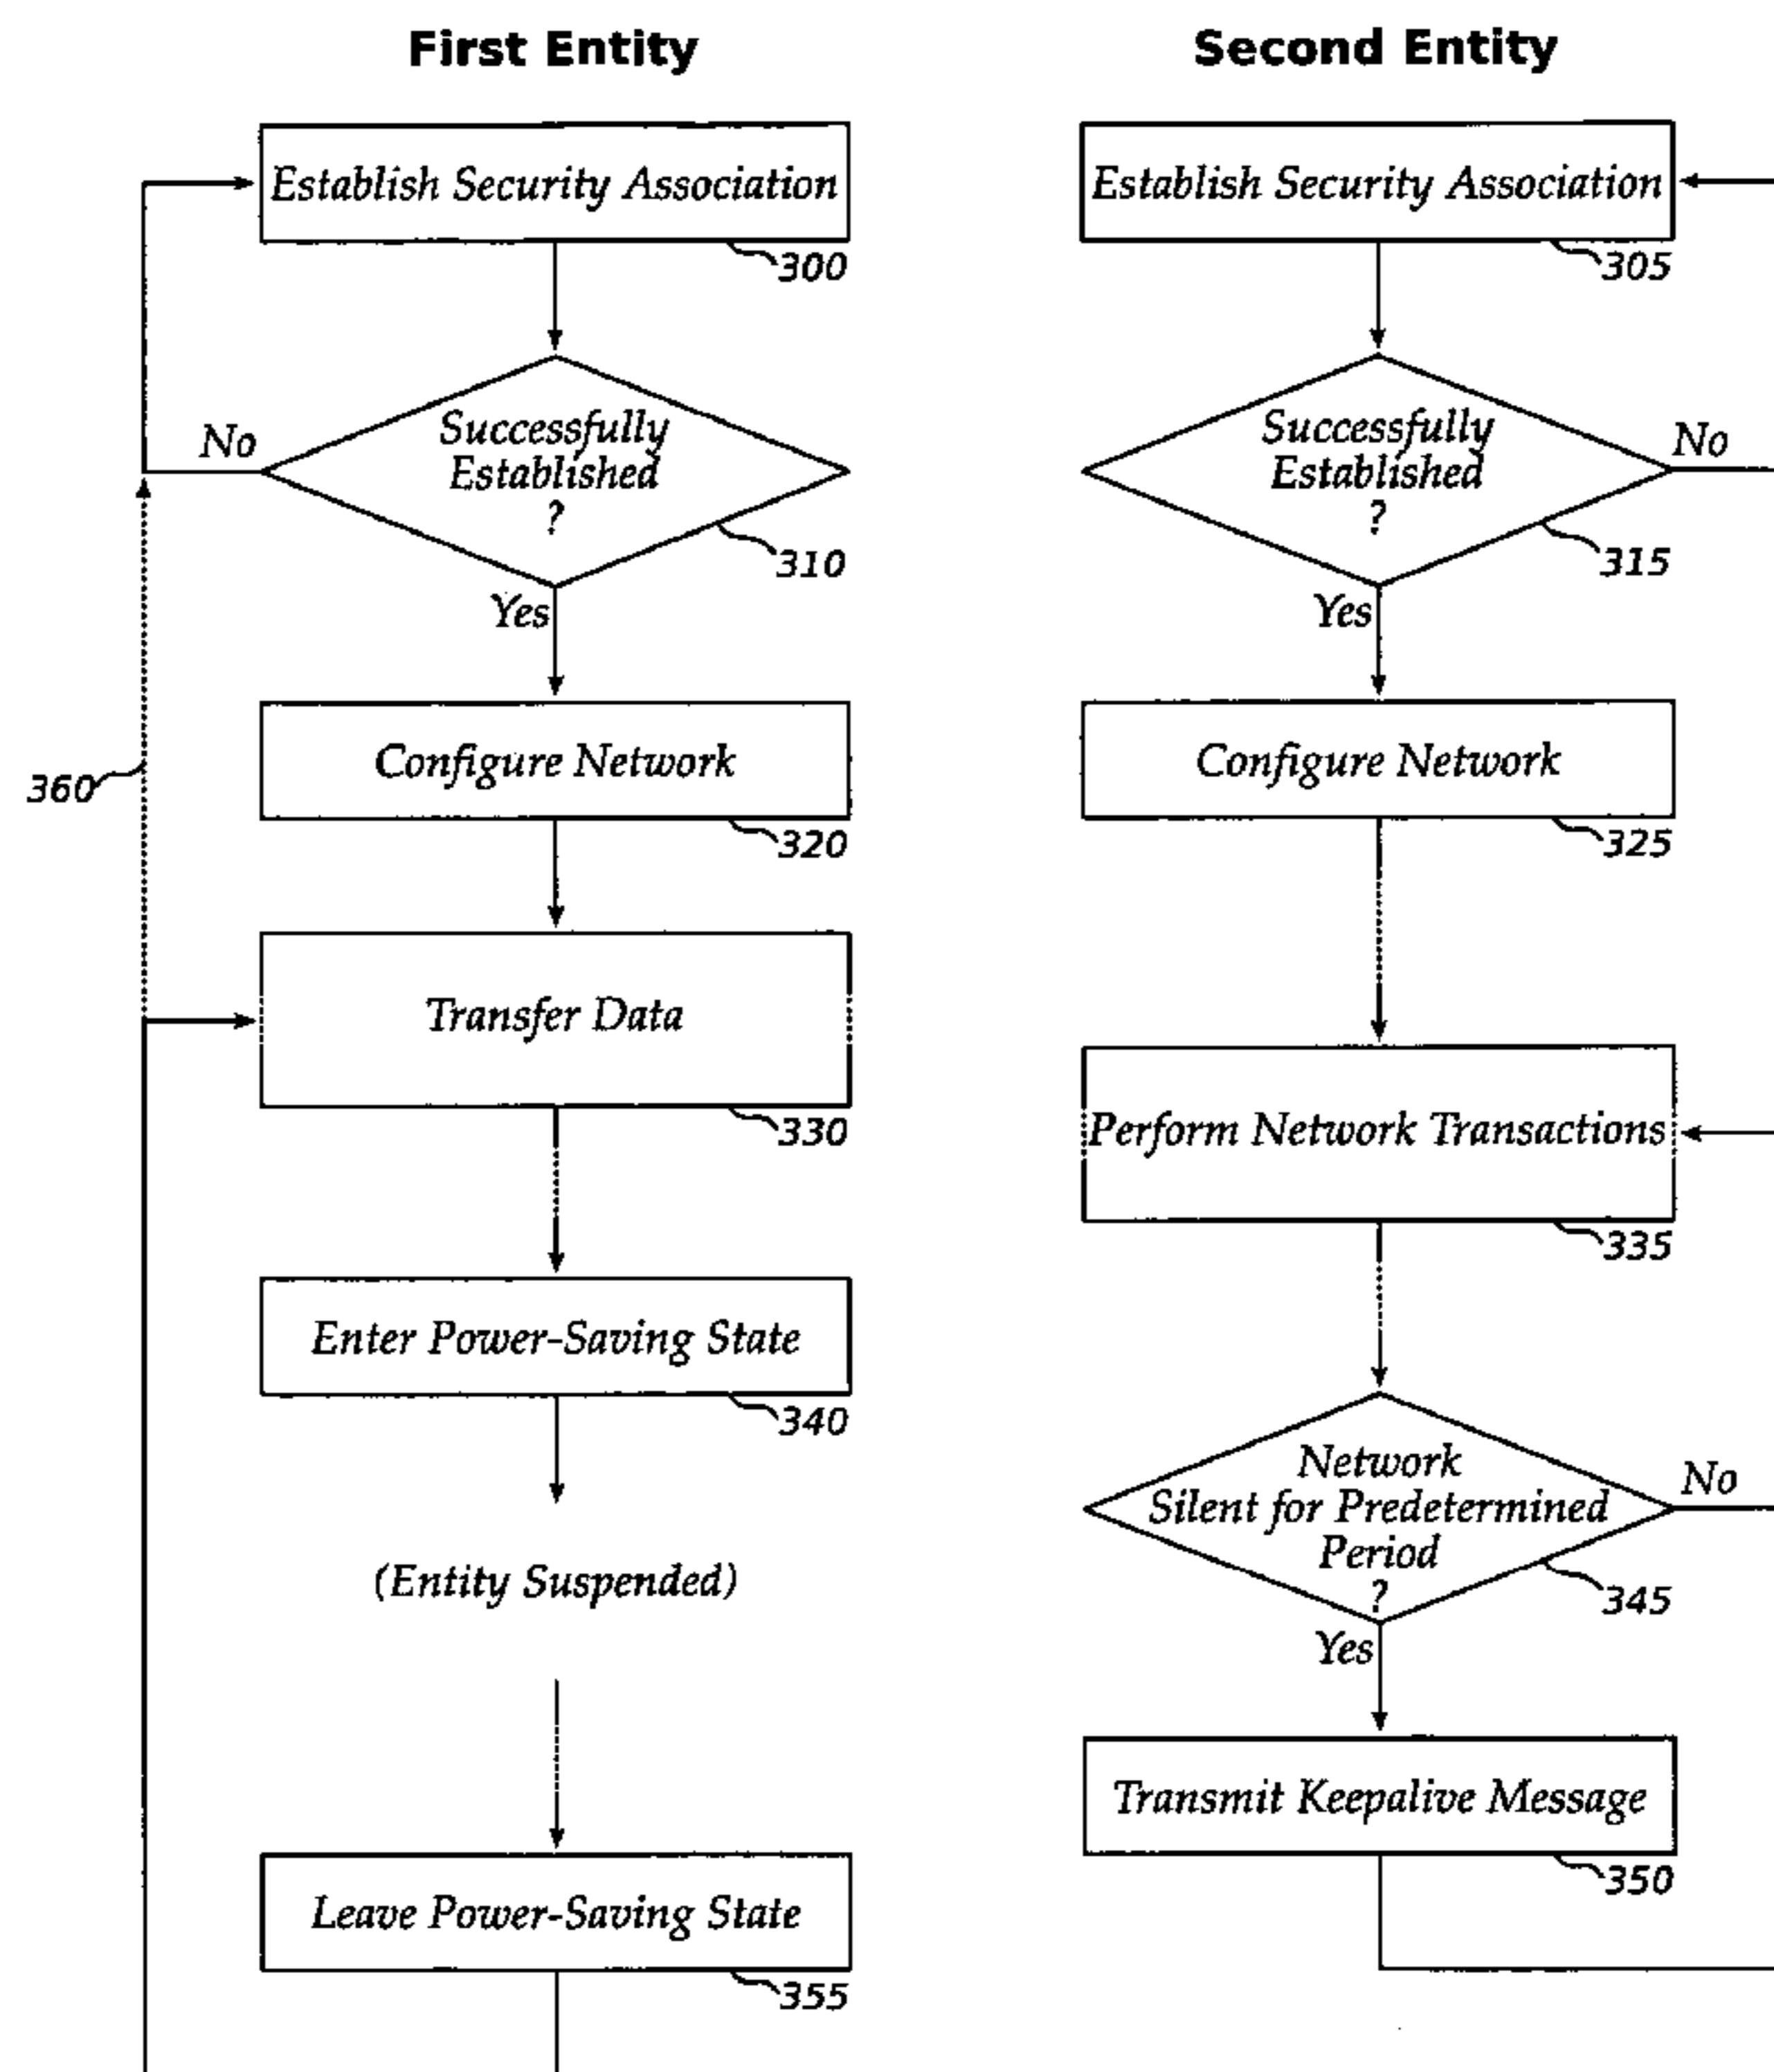 First Entity
Establish Security Association
300
Successfully
Established
?
310
No
Yes
360
Configure Network
320
Transfer Data
330
Enter Power-Saving State
340
(Entity Suspended)
Leave Power-Saving State
355
Second Entity
Establish Security Association
305
Successfully
Established
?
315
No
Yes
Configure Network
325
Perform Network Transactions
335
Network
Silent for Predetermined
Period
?
345
No
Yes
Transmit Keepalive Message
350